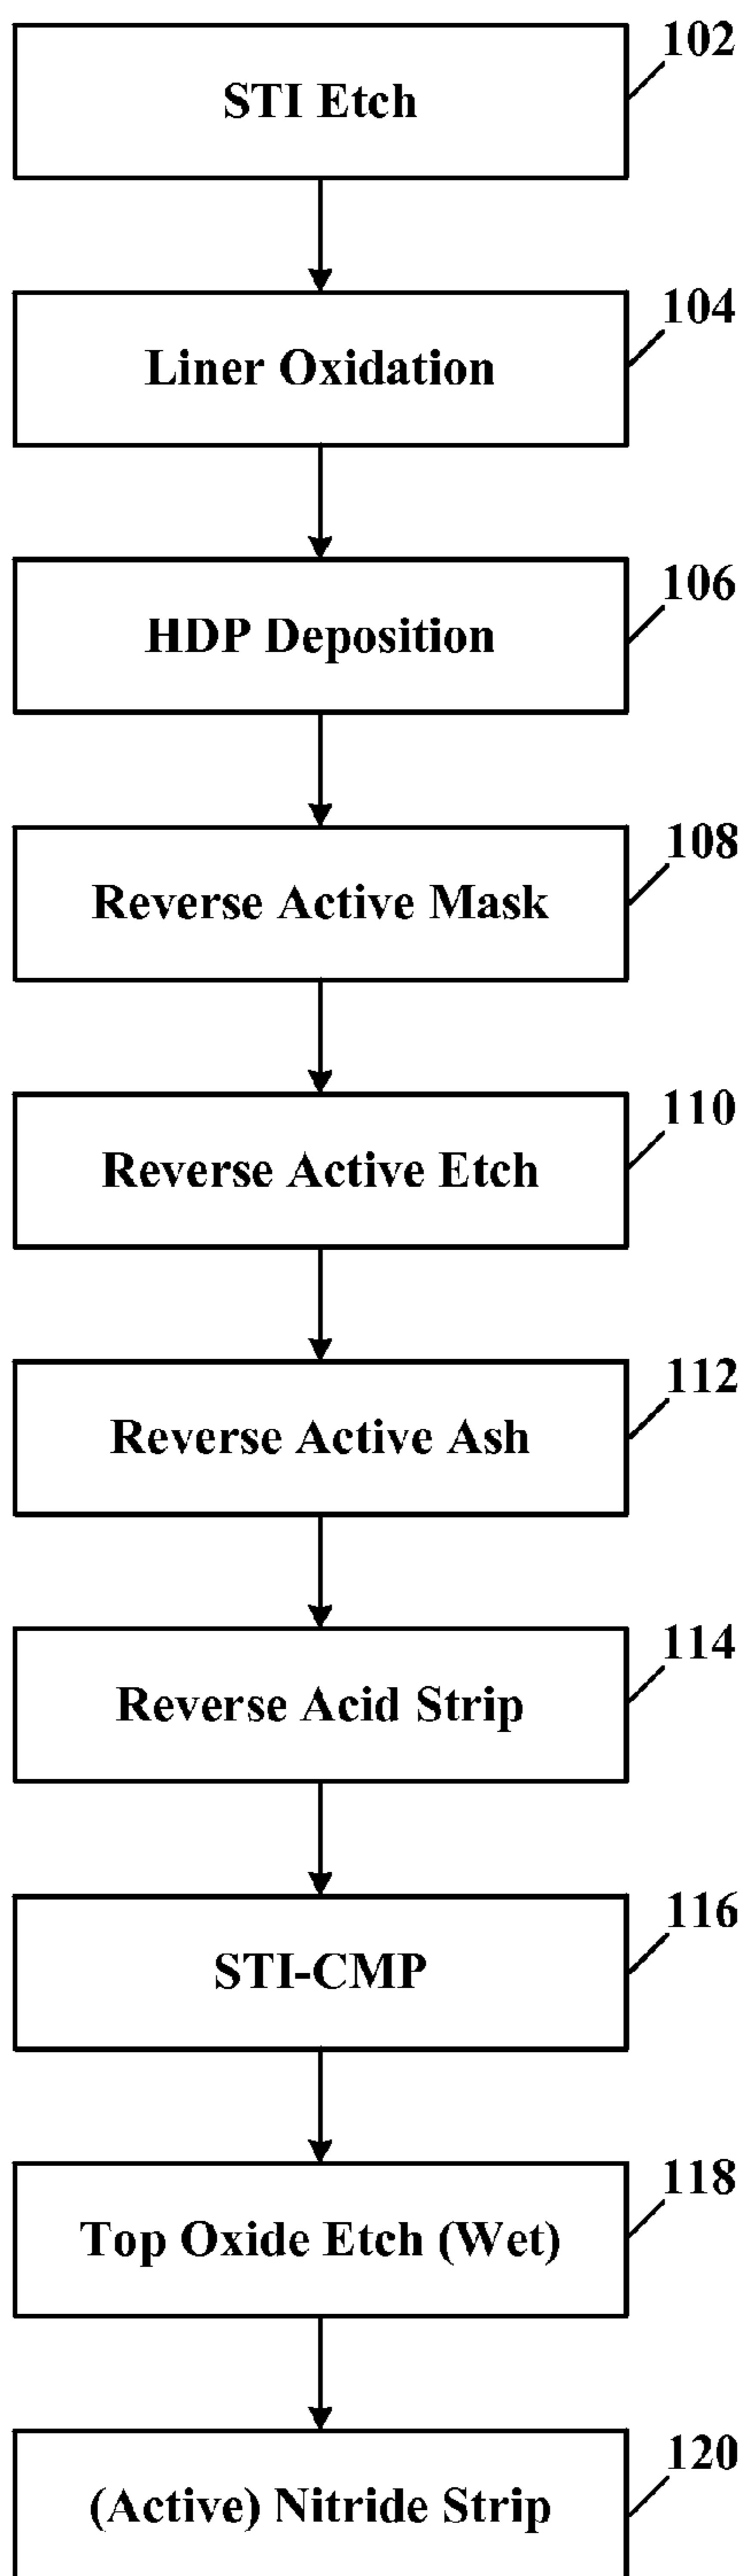 102
STI Etch
104
Liner Oxidation
106
HDP Deposition
108
Reverse Active Mask
110
Reverse Active Etch
112
Reverse Active Ash
114
Reverse Acid Strip
116
STI-CMP
118
Top Oxide Etch (Wet)
120
(Active) Nitride Strip